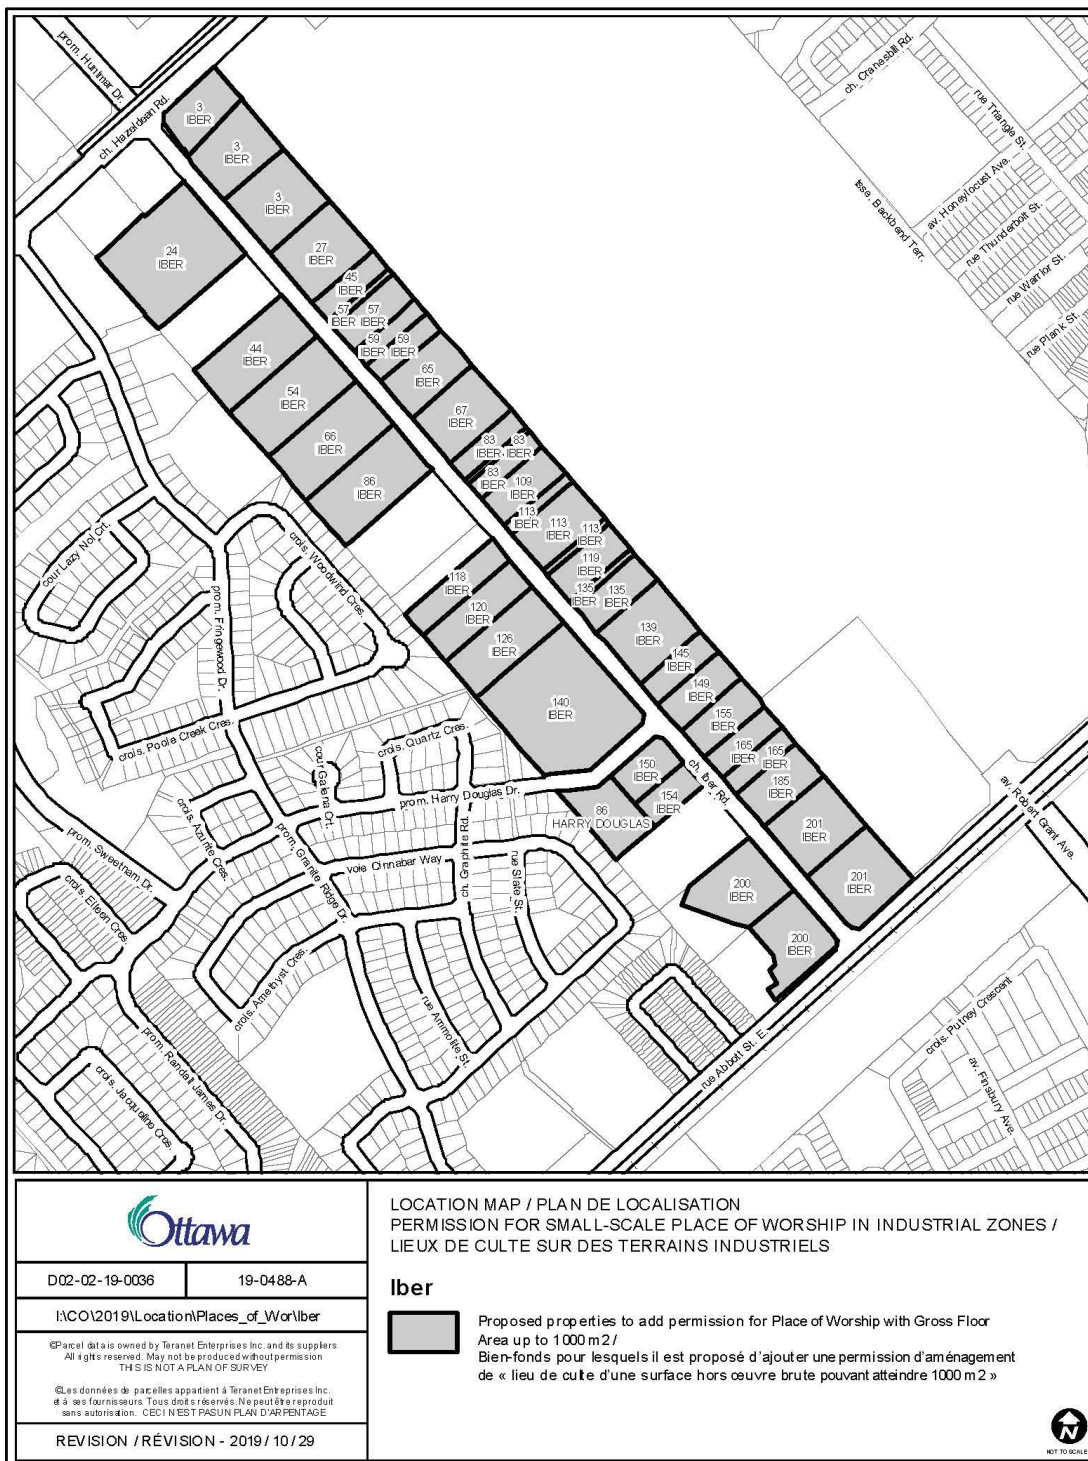 prom. Huntmar Dr.
ch. Hazeldean Rd.
ch. Cranesbill Rd.
rue Triangle St.
av. Honeylocust Ave.
tsse. Backbend Terr.
rue Thunderbolt St.
rue Warrior St.
rue Plank St.
3
IBER
3
IBER
3
IBER
24
IBER
27
IBER
45
IBER
57
IBER
57
IBER
59
IBER
59
IBER
44
IBER
65
IBER
54
IBER
67
IBER
66
IBER
83
IBER
83
IBER
83
IBER
86
IBER
109
IBER
113
IBER
113
IBER
113
IBER
119
IBER
118
IBER
135
IBER
135
IBER
120
IBER
126
IBER
139
IBER
145
IBER
149
IBER
140
IBER
155
IBER
165
IBER
165
IBER
150
IBER
185
IBER
154
IBER
86
HARRY DOUGLAS
201
IBER
201
IBER
200
IBER
200
IBER
ch. Iber Rd.
cour Lazy Nol Crt.
crois. Woodwind Cres.
prom. Fringewood Dr.
crois. Poole Creek Cres.
crois. Quartz Cres.
cour Galena Crt.
prom. Harry Douglas Dr.
crois. Azurite Cres.
prom. Sweetnam Dr.
prom. Granite Ridge Dr.
voie Cinnabar Way
ch. Graphite Rd.
rue Slate St.
crois. Eileen Cres.
crois. Amethyst Cres.
rue Ammolite St.
prom. Randall James Dr.
crois. Jacqueline Cres.
av. Robert Grant Ave.
rue Abbott St. E.
crois. Putney Crescent
av. Finsbury Ave.
Ottawa
D02-02-19-0036
19-0488-A
I:\CO\2019\Location\Places_of_Wor\Iber
©Parcel data is owned by Teranet Enterprises Inc. and its suppliers
All rights reserved. May not be produced without permission
THIS IS NOT A PLAN OF SURVEY
©Les données de parcelles appartient à Teranet Entreprises Inc.
et à ses fournisseurs. Tous droits réservés. Ne peut être reproduit
sans autorisation. CECI N'EST PAS UN PLAN D'ARPENTAGE
REVISION / RÉVISION - 2019 / 10 / 29
LOCATION MAP / PLAN DE LOCALISATION
PERMISSION FOR SMALL-SCALE PLACE OF WORSHIP IN INDUSTRIAL ZONES /
LIEUX DE CULTE SUR DES TERRAINS INDUSTRIELS
Iber
Proposed properties to add permission for Place of Worship with Gross Floor
Area up to 1000 m2 /
Bien-fonds pour lesquels il est proposé d'ajouter une permission d'aménagement
de « lieu de culte d'une surface hors œuvre brute pouvant atteindre 1000 m2 »
N
NOT TO SCALE